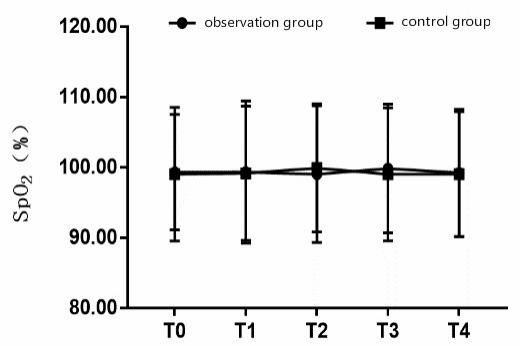 observation group
control group
120.00
110.00
100.00
90.00
80.00
SpO₂ (%)
T0 T1 T2 T3 T4